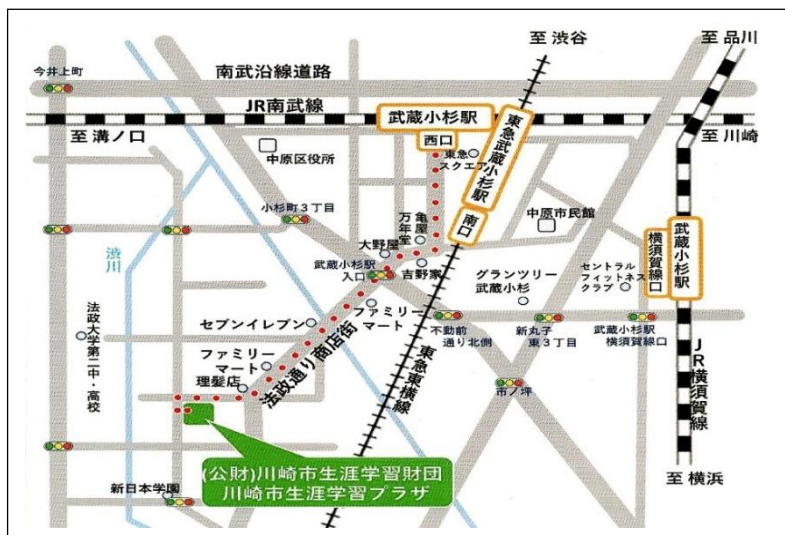 至 渋谷
至 品川
今井上町
南武沿線道路
JR南武線
武蔵小杉駅
西口
東急武蔵小杉駅
南口
至 溝ノ口
至 川崎
中原区役所
東急
スクエア
小杉町3丁目
亀屋
万年堂
中原市民館
大野屋
武蔵小杉駅
入口
吉野家
グランツリー
武蔵小杉
セントラル
フィットネス
クラブ
横須賀線口
武蔵小杉駅
渋川
ファミリー
マート
セブンイレブン
不動前
通り北側
新丸子
東3丁目
武蔵小杉駅
横須賀線口
法政大学第二中・高校
ファミリー
マート
理髪店
法政通り商店街
東急東横線
市ノ坪
JR横須賀線
(公財)川崎市生涯学習財団
川崎市生涯学習プラザ
新日本学園
至 横浜